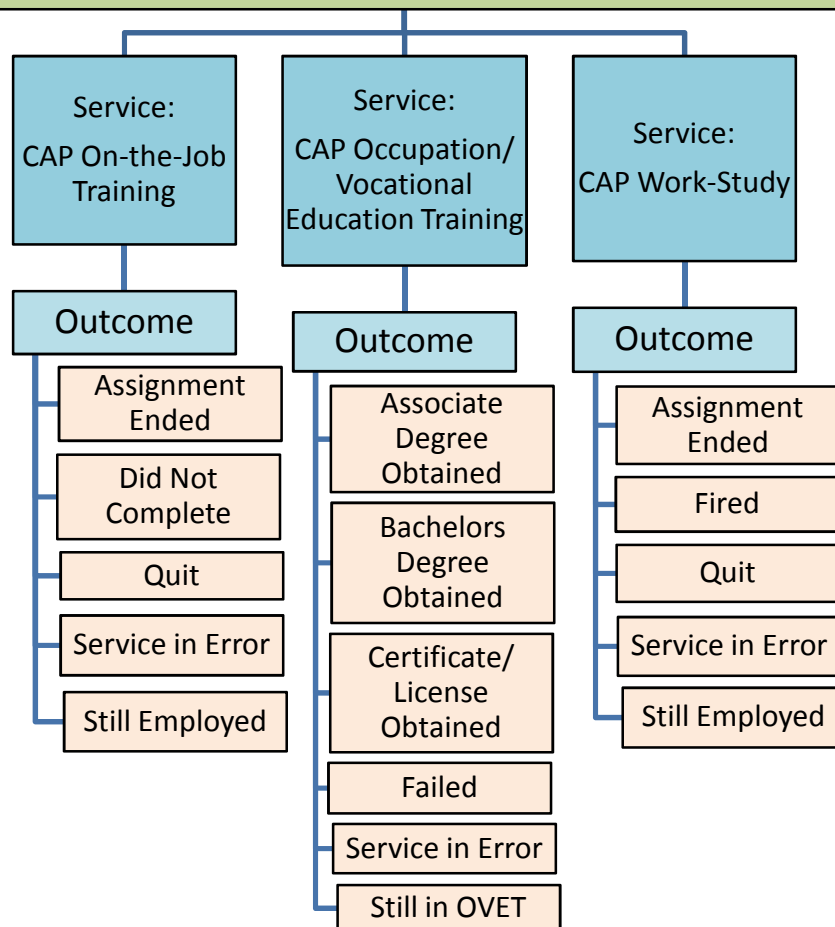 Service:
CAP On-the-Job
Training
Outcome
Assignment
Ended
Did Not
Complete
Quit
Service in Error
Still Employed
Service:
CAP Occupation/
Vocational
Education Training
Outcome
Associate
Degree
Obtained
Bachelors
Degree
Obtained
Certificate/
License
Obtained
Failed
Service in Error
Still in OVET
Service:
CAP Work-Study
Outcome
Assignment
Ended
Fired
Quit
Service in Error
Still Employed